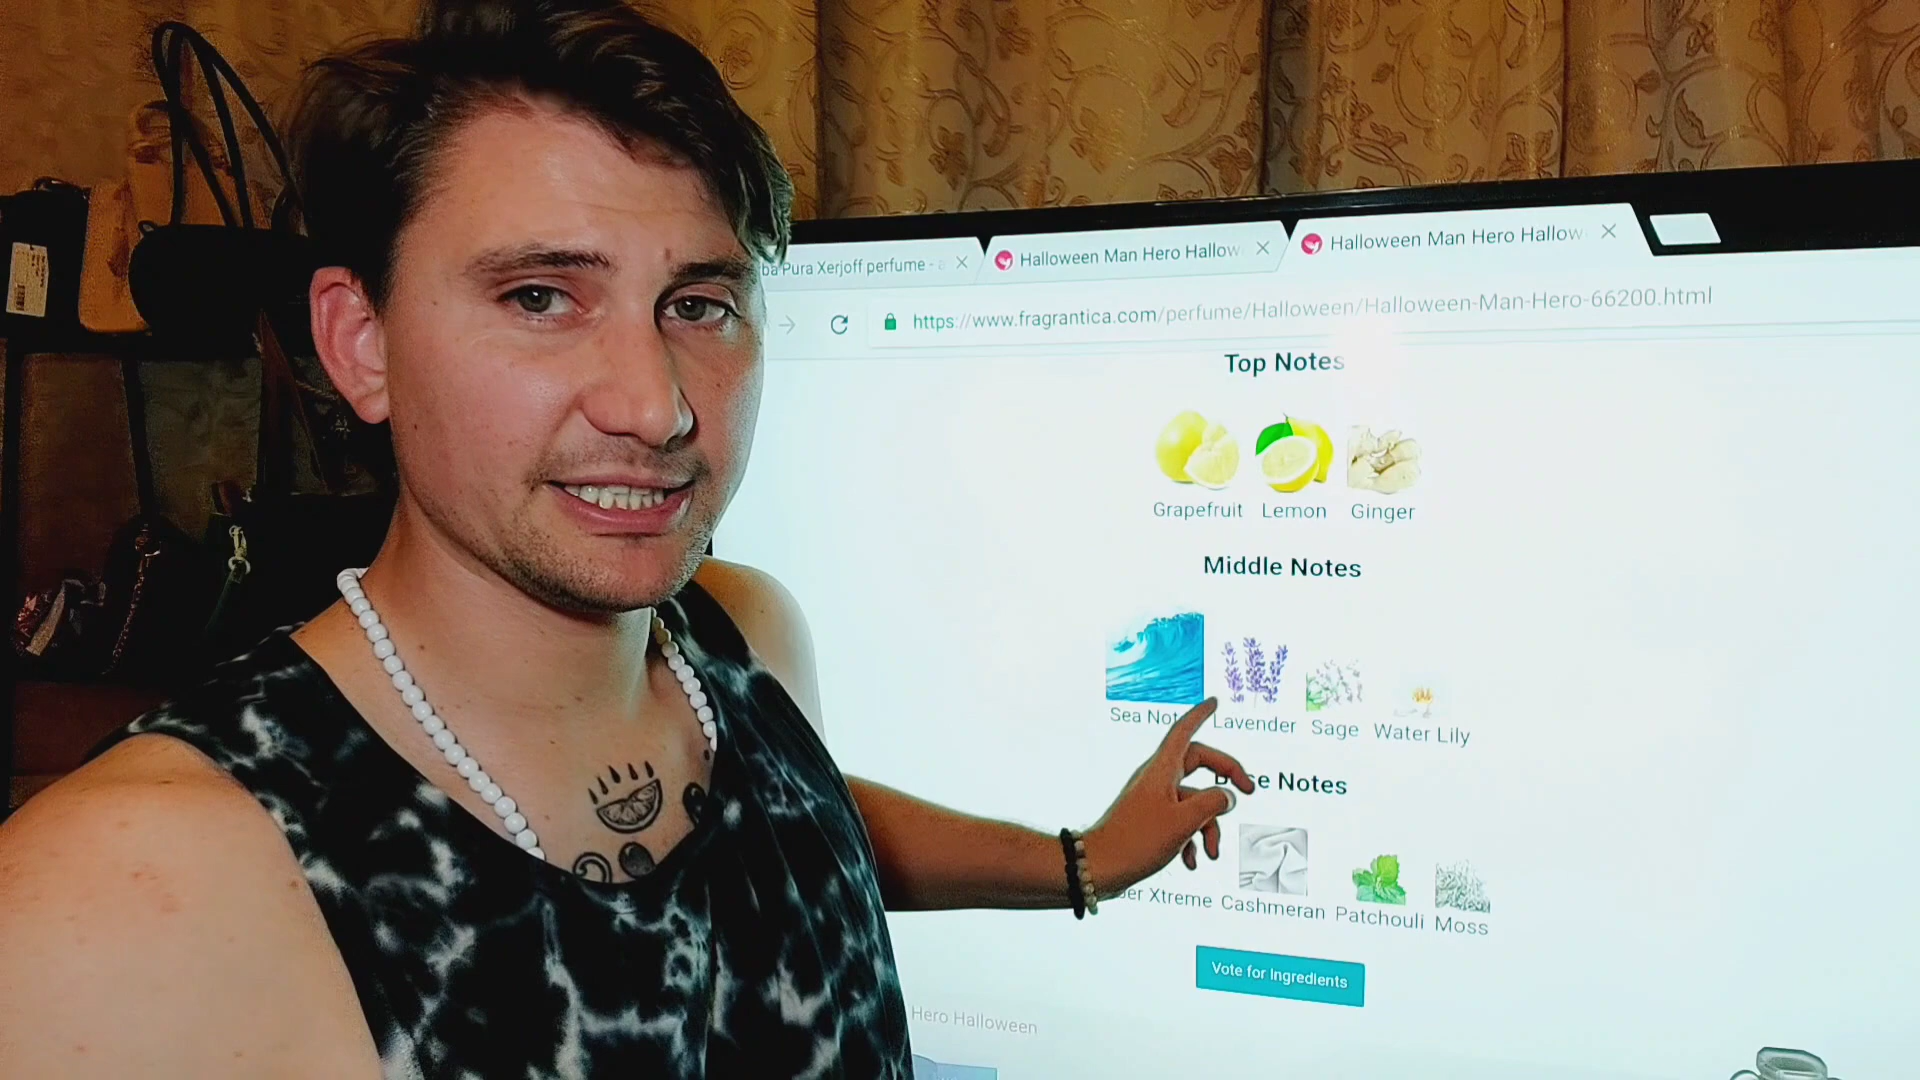 ba Pura Xerjoff perfume - a
Halloween Man Hero Hallow
Halloween Man Hero Hallow
https://www.fragrantica.com/perfume/Halloween/Halloween-Man-Hero-66200.html
Top Notes
Grapefruit Lemon Ginger
Middle Notes
Sea Lavender Sage Water Lily
Notes
Xtreme Cashmeran Patchouli Moss
Vote for Ingredients
Hero Halloween